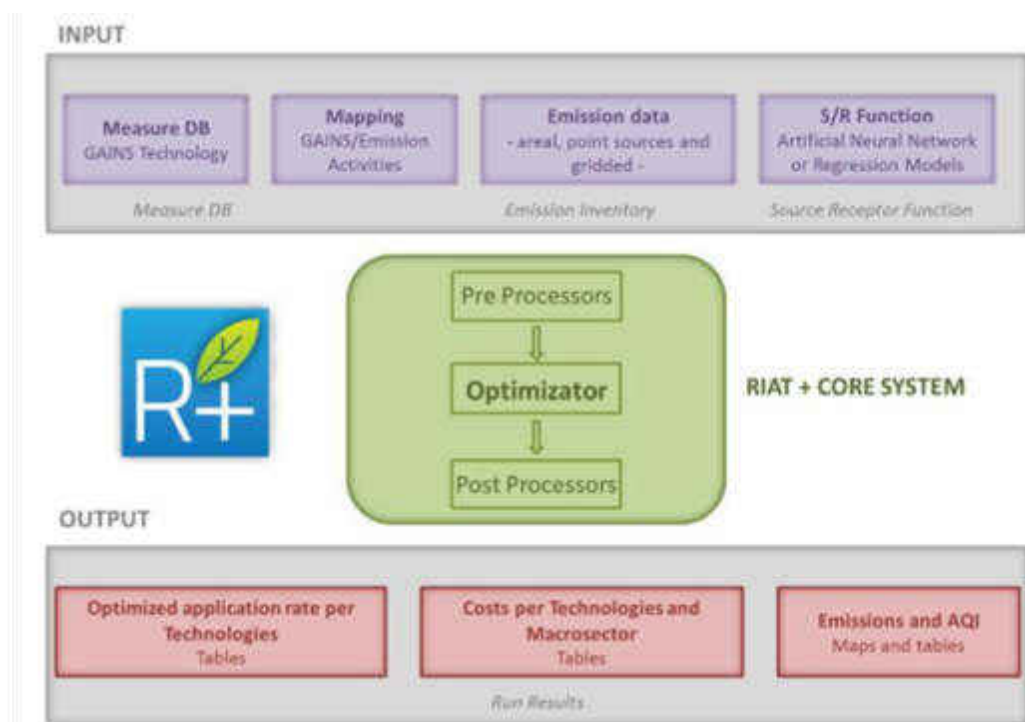 INPUT
Measure DB
GAINS Technology
Mapping
GAINS/Emission
Activities
Emission data
- areal, point sources and
gridded -
S/R Function
Artificial Neural Network
or Regression Models
Measure DB
Emission Inventory
Source Receptor Function
R+
Pre Processors
Optimizator
Post Processors
RIAT + CORE SYSTEM
OUTPUT
Optimized application rate per
Technologies
Tables
Costs per Technologies and
Macrosector
Tables
Emissions and AQI
Maps and tables
Run Results